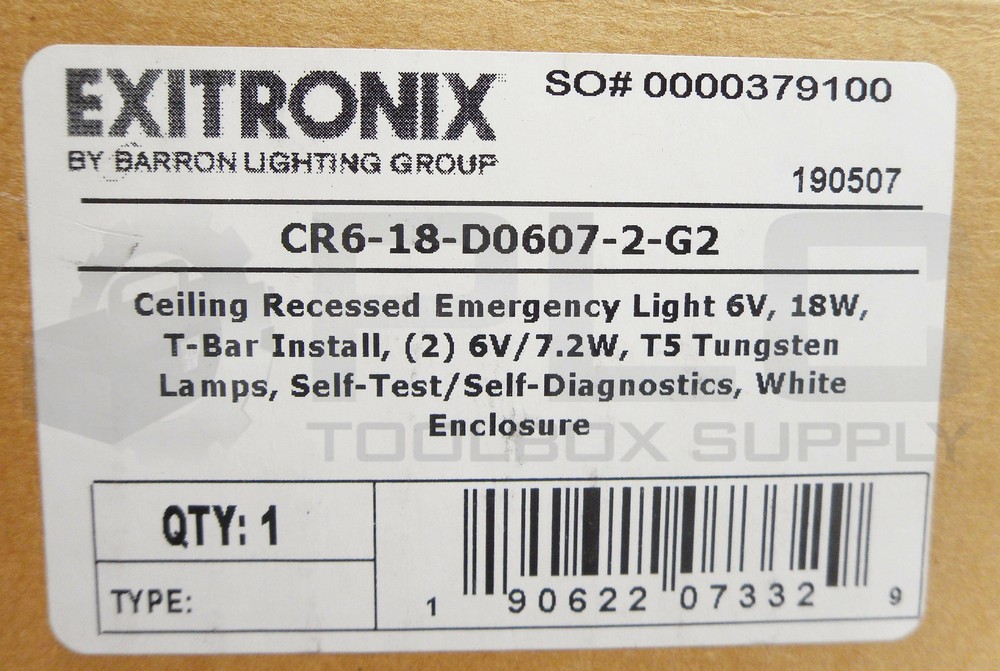 EXITRONIX
SO# 0000379100
BY BARRON LIGHTING GROUP
190507
CR6-18-D0607-2-G2
Ceiling Recessed Emergency Light 6V, 18W,
T-Bar Install, (2) 6V/7.2W, T5 Tungsten
Lamps, Self-Test/Self-Diagnostics, White
Enclosure
PLC
TOOLBOX SUPPLY
QTY: 1
TYPE:
1 90622 07332 9